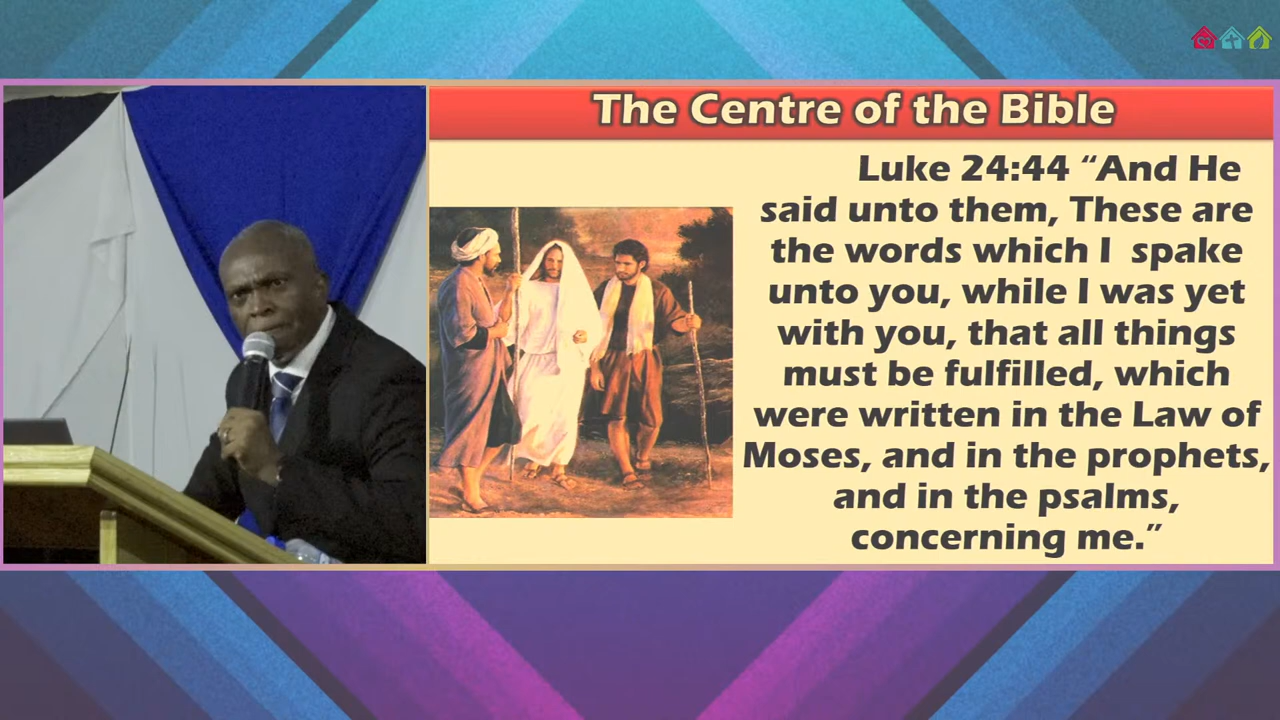 The Centre of the Bible
Luke 24:44 “And He
said unto them, These are
the words which I  spake
unto you, while I was yet
with you, that all things
must be fulfilled, which
were written in the Law of
Moses, and in the prophets,
and in the psalms,
concerning me.”